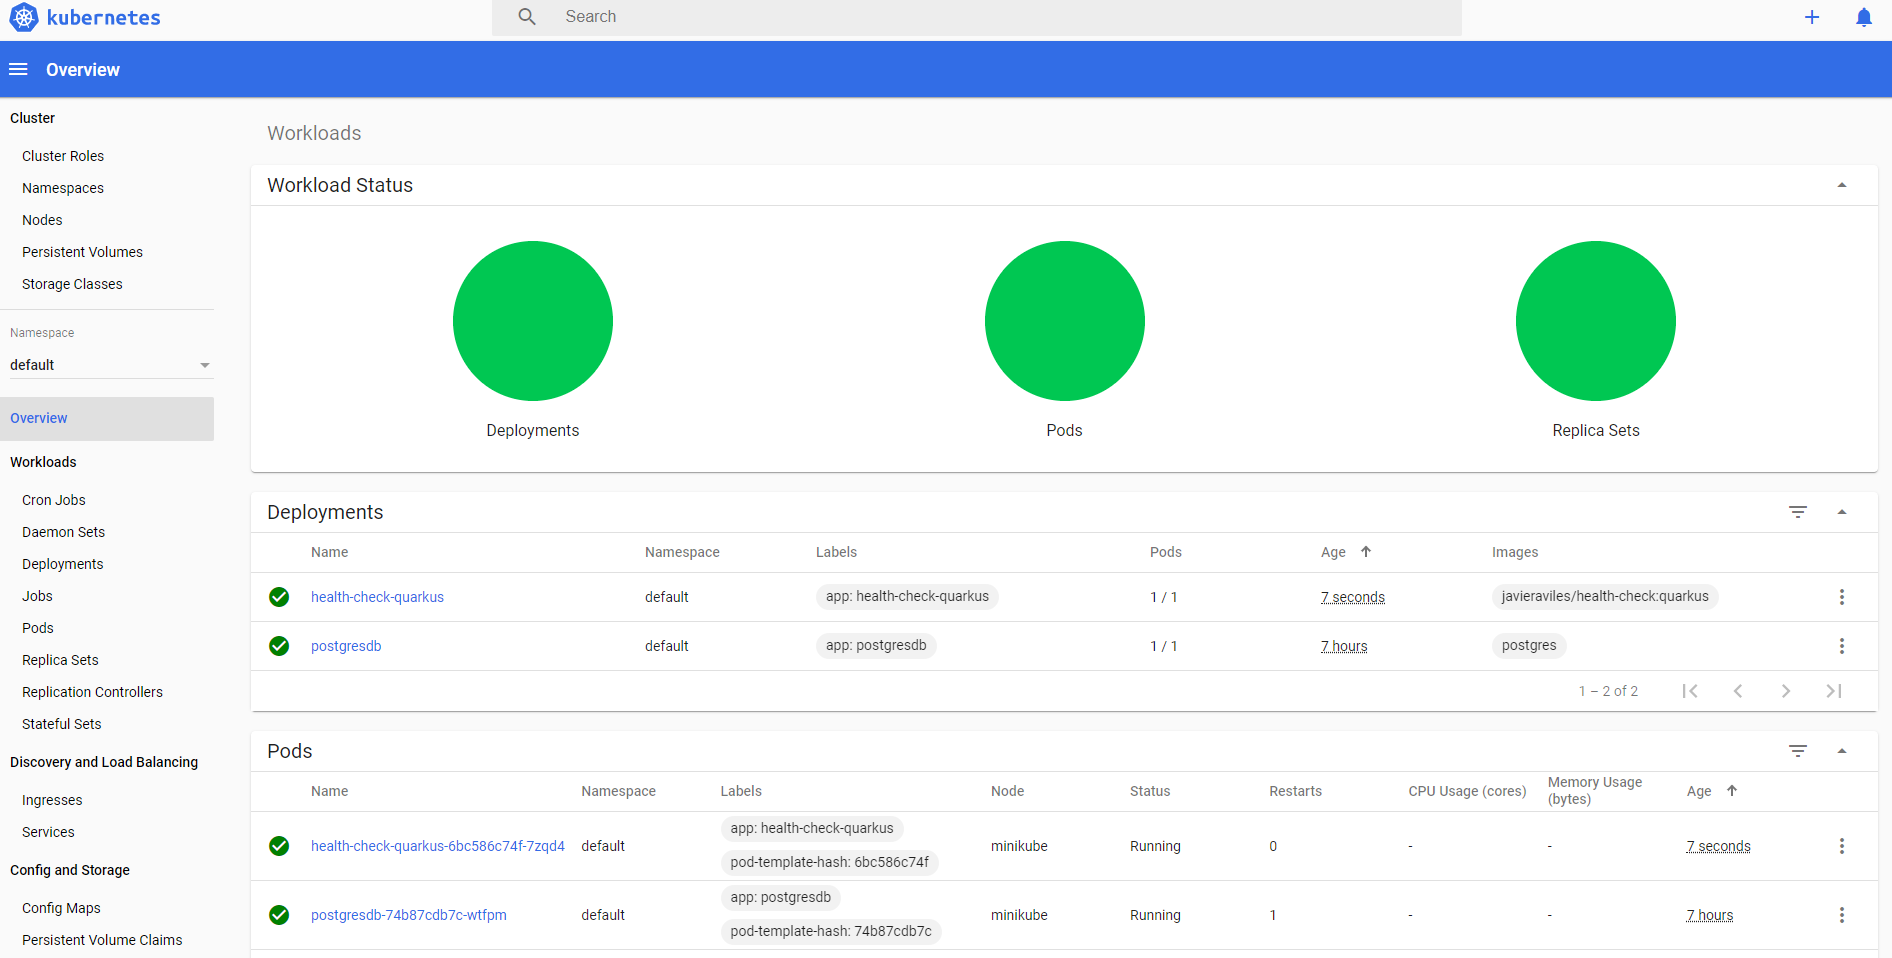 kubernetes
Search
Overview
Cluster
Cluster Roles
Namespaces
Nodes
Persistent Volumes
Storage Classes
Namespace
default
Overview
Workloads
Cron Jobs
Daemon Sets
Deployments
Jobs
Pods
Replica Sets
Replication Controllers
Stateful Sets
Discovery and Load Balancing
Ingresses
Services
Config and Storage
Config Maps
Persistent Volume Claims
Workloads
Workload Status
Deployments Pods Replica Sets
Deployments
Name Namespace Labels Pods Age Images
health-check-quarkus default app: health-check-quarkus 1 / 1 7 seconds javieraviles/health-check:quarkus
postgresdb default app: postgresdb 1 / 1 7 hours postgres
1 – 2 of 2
Pods
Name Namespace Labels Node Status Restarts CPU Usage (cores) Memory Usage (bytes) Age
health-check-quarkus-6bc586c74f-7zqd4 default app: health-check-quarkus minikube Running 0 - - 7 seconds
pod-template-hash: 6bc586c74f
postgresdb-74b87cdb7c-wtfpm default app: postgresdb minikube Running 1 - - 7 hours
pod-template-hash: 74b87cdb7c